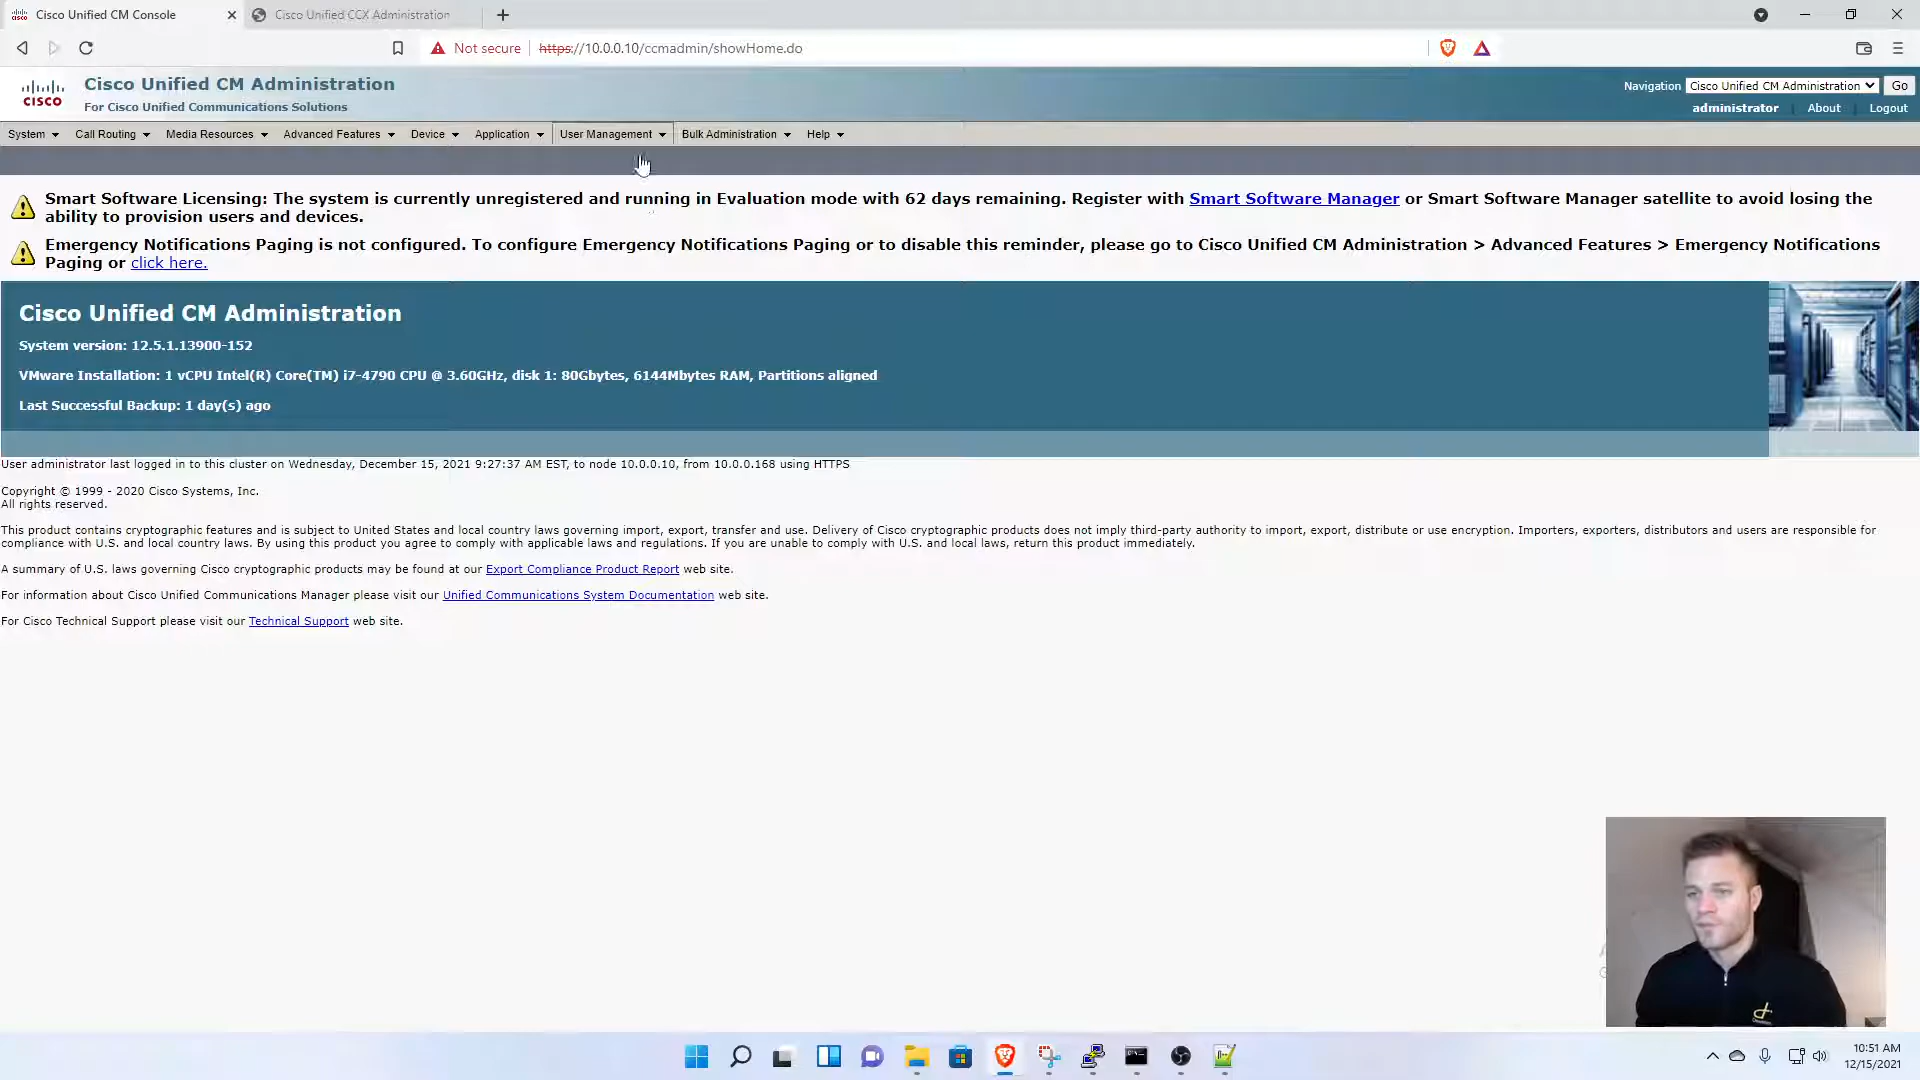 Cisco Unified CM Console
Cisco Unified CCX Administration
Not secure
https://10.0.0.10/ccmadmin/showHome.do
CISCO
Cisco Unified CM Administration
For Cisco Unified Communications Solutions
Navigation Cisco Unified CM Administration Go
administrator | About | Logout
System Call Routing Media Resources Advanced Features Device Application User Management Bulk Administration Help
Smart Software Licensing: The system is currently unregistered and running in Evaluation mode with 62 days remaining. Register with Smart Software Manager or Smart Software Manager satellite to avoid losing the
ability to provision users and devices.
Emergency Notifications Paging is not configured. To configure Emergency Notifications Paging or to disable this reminder, please go to Cisco Unified CM Administration > Advanced Features > Emergency Notifications
Paging or click here.
Cisco Unified CM Administration
System version: 12.5.1.13900-152
VMware Installation: 1 vCPU Intel(R) Core(TM) i7-4790 CPU @ 3.60GHz, disk 1: 80Gbytes, 6144Mbytes RAM, Partitions aligned
Last Successful Backup: 1 day(s) ago
User administrator last logged in to this cluster on Wednesday, December 15, 2021 9:27:37 AM EST, to node 10.0.0.10, from 10.0.0.168 using HTTPS
Copyright © 1999 - 2020 Cisco Systems, Inc.
All rights reserved.
This product contains cryptographic features and is subject to United States and local country laws governing import, export, transfer and use. Delivery of Cisco cryptographic products does not imply third-party authority to import, export, distribute or use encryption. Importers, exporters, distributors and users are responsible for
compliance with U.S. and local country laws. By using this product you agree to comply with applicable laws and regulations. If you are unable to comply with U.S. and local laws, return this product immediately.
A summary of U.S. laws governing Cisco cryptographic products may be found at our Export Compliance Product Report web site.
For information about Cisco Unified Communications Manager please visit our Unified Communications System Documentation web site.
For Cisco Technical Support please visit our Technical Support web site.
10:51 AM
12/15/2021